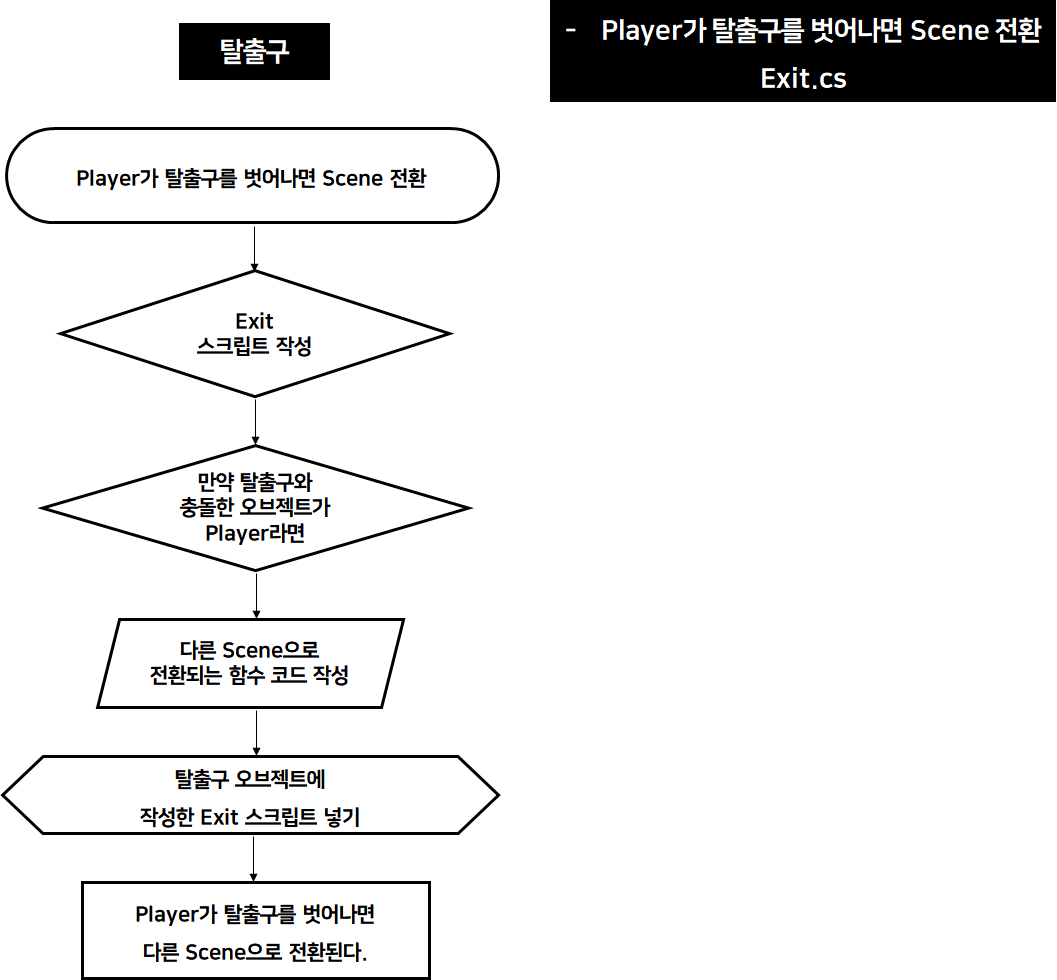 탈출구
- Player가 탈출구를 벗어나면 Scene 전환
Exit.cs
Player가 탈출구를 벗어나면 Scene 전환
Exit
스크립트 작성
만약 탈출구와
충돌한 오브젝트가
Player라면
다른 Scene으로
전환되는 함수 코드 작성
탈출구 오브젝트에
작성한 Exit 스크립트 넣기
Player가 탈출구를 벗어나면
다른 Scene으로 전환된다.